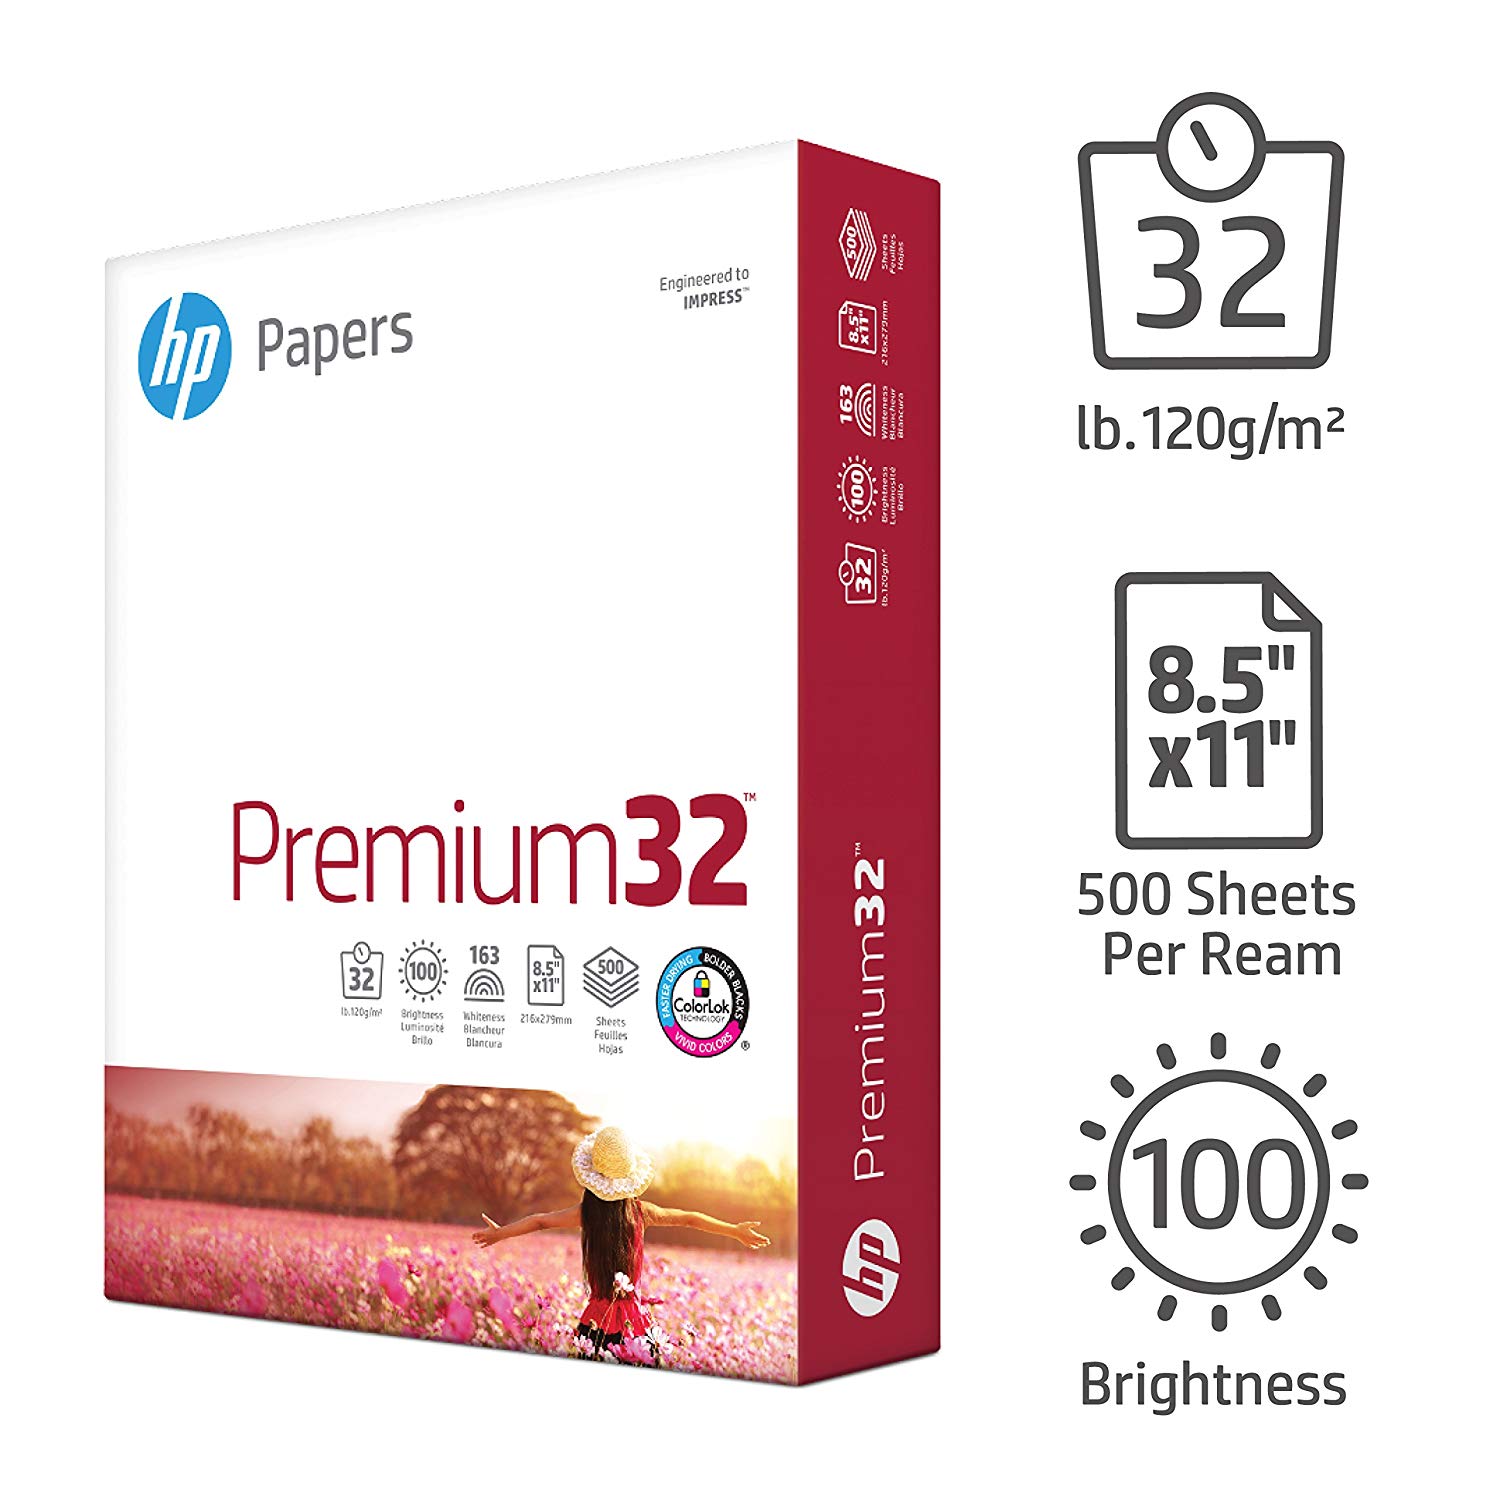 hp Papers
Engineered to
IMPRESS™
Premium32™
32
lb.120g/m²
100
Brightness
Luminosité
Brillo
163
Whiteness
Blancheur
Blancura
8.5"
x11"
216x279mm
500
Sheets
Feuilles
Hojas
FASTER DRYING
BOLDER BLACKS
VIVID COLORS
ColorLok
TECHNOLOGY
®
500
Sheets
Feuilles
Hojas
8.5"
x11"
216x279mm
163
Whiteness
Blancheur
Blancura
100
Brightness
Luminosité
Brillo
32
lb.120g/m²
Premium32™
hp
32
lb.120g/m²
8.5"
x11"
500 Sheets
Per Ream
100
Brightness